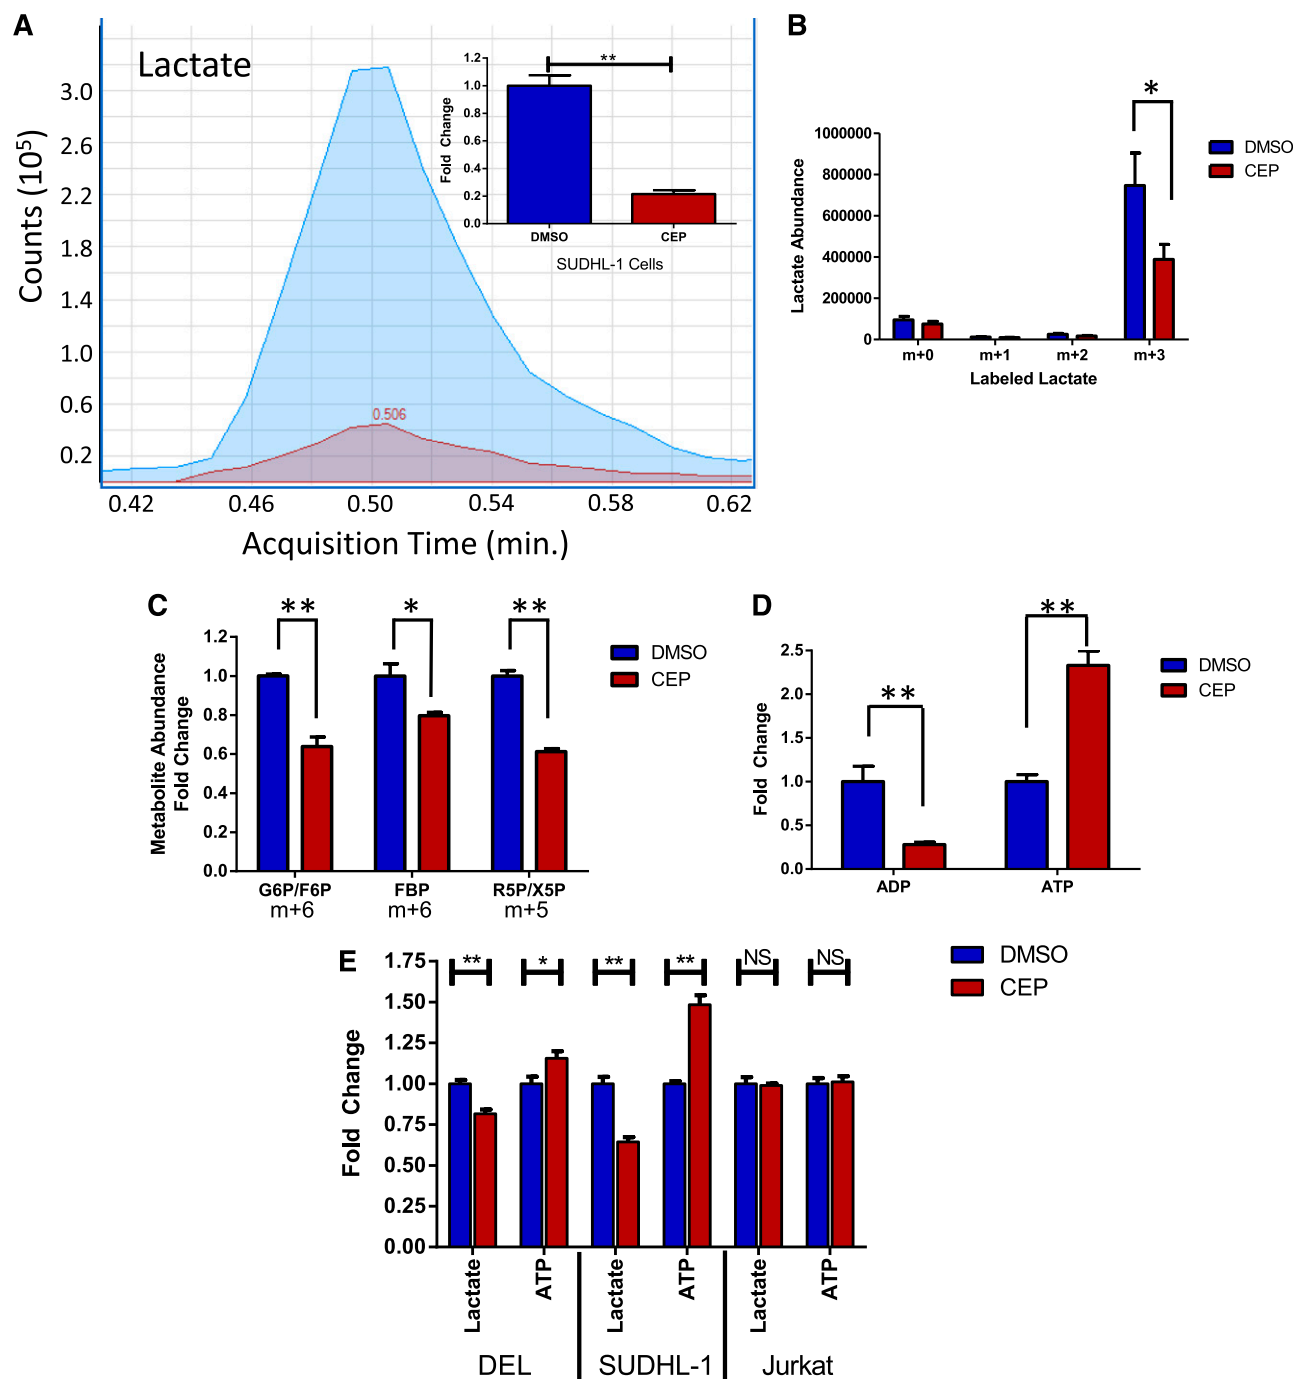 A
Lactate
Counts (10⁵)
3.0
2.6
2.2
1.8
1.4
1.0
0.6
0.2
0.506
0.42 0.46 0.50 0.54 0.58 0.62
Acquisition Time (min.)
Fold Change
1.2
1.0
0.8
0.6
0.4
0.2
0.0
**
DMSO CEP
SUDHL-1 Cells
B
Lactate Abundance
1000000
800000
600000
400000
200000
0
*
m+0 m+1 m+2 m+3
Labeled Lactate
DMSO
CEP
C
Metabolite Abundance
Fold Change
1.2
1.0
0.8
0.6
0.4
0.2
0.0
** * **
G6P/F6P FBP R5P/X5P
m+6 m+6 m+5
DMSO
CEP
D
Fold Change
2.5
2.0
1.5
1.0
0.5
0.0
**
**
ADP ATP
DMSO
CEP
E
Fold Change
1.75
1.50
1.25
1.00
0.75
0.50
0.25
0.00
** * ** ** NS NS
Lactate ATP Lactate ATP Lactate ATP
DEL SUDHL-1 Jurkat
DMSO
CEP